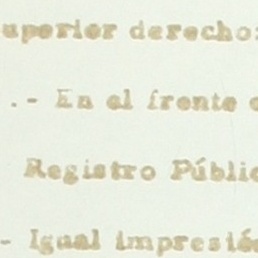 superior derecho:
.- En el frente
Registro Públic
- Igual impresió